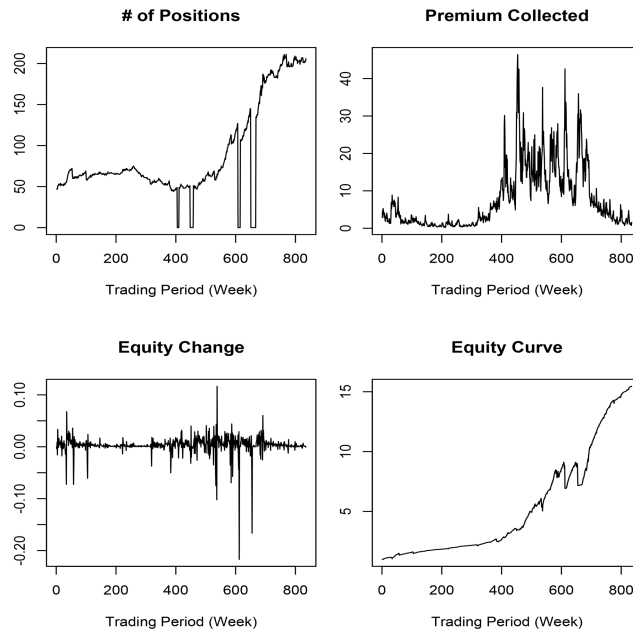 # of Positions
Premium Collected
200
150
100
50
0
0 200 400 600 800
Trading Period (Week)
40
30
20
10
0
0 200 400 600 800
Trading Period (Week)
Equity Change
Equity Curve
0.10
0.00
-0.10
-0.20
0 200 400 600 800
Trading Period (Week)
15
10
5
0 200 400 600 800
Trading Period (Week)